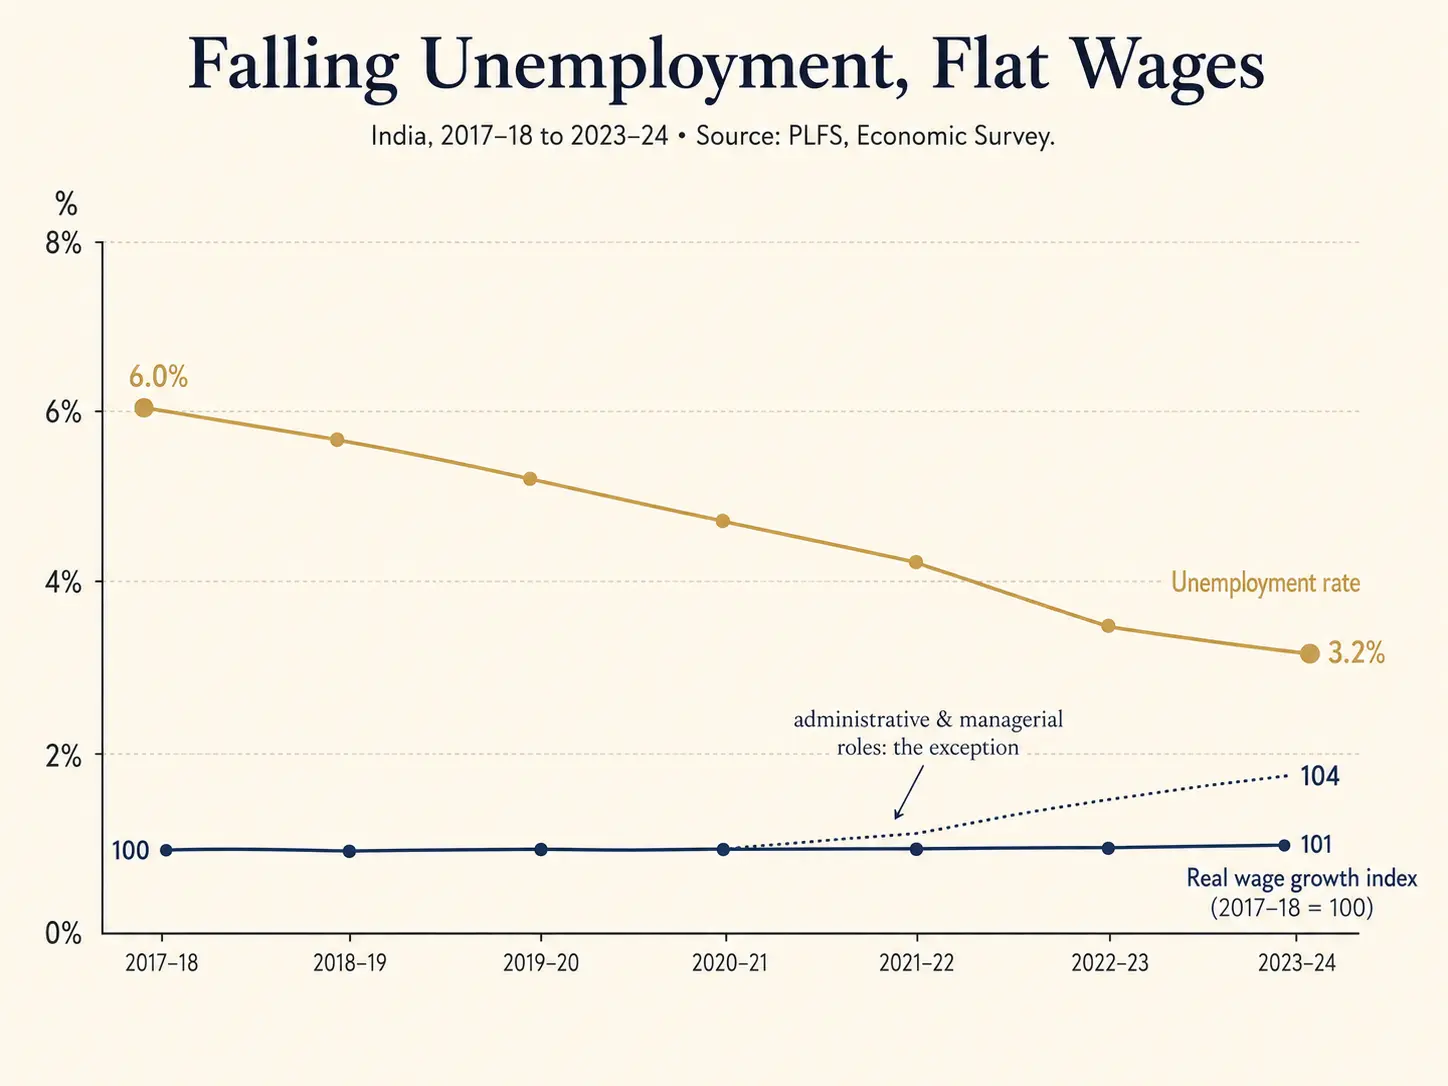 Falling Unemployment, Flat Wages
India, 2017–18 to 2023–24 • Source: PLFS, Economic Survey.
%
8%
6.0%
6%
4%
Unemployment rate
3.2%
administrative & managerial
roles: the exception
2%
104
100
101
Real wage growth index
(2017–18 = 100)
0%
2017–18
2018–19
2019–20
2020–21
2021–22
2022–23
2023–24